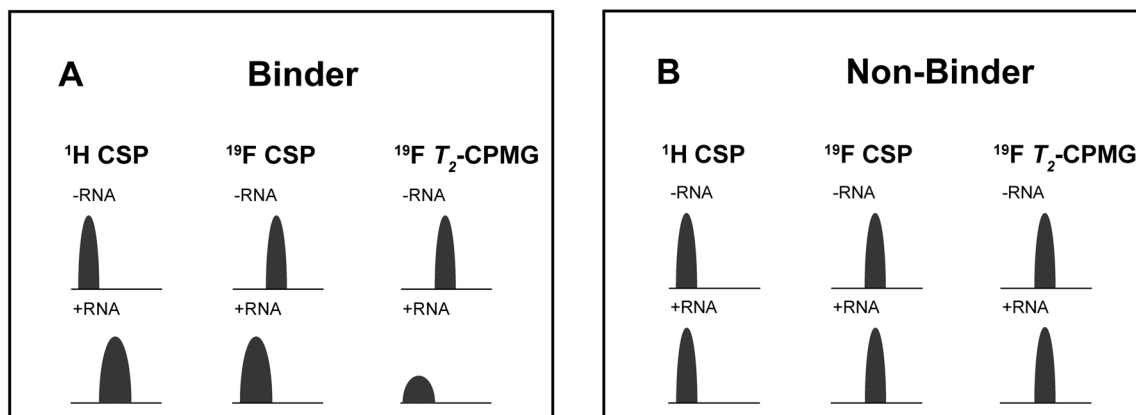 A Binder
¹H CSP ¹⁹F CSP ¹⁹F T₂-CPMG
-RNA -RNA -RNA
+RNA +RNA +RNA
B Non-Binder
¹H CSP ¹⁹F CSP ¹⁹F T₂-CPMG
-RNA -RNA -RNA
+RNA +RNA +RNA